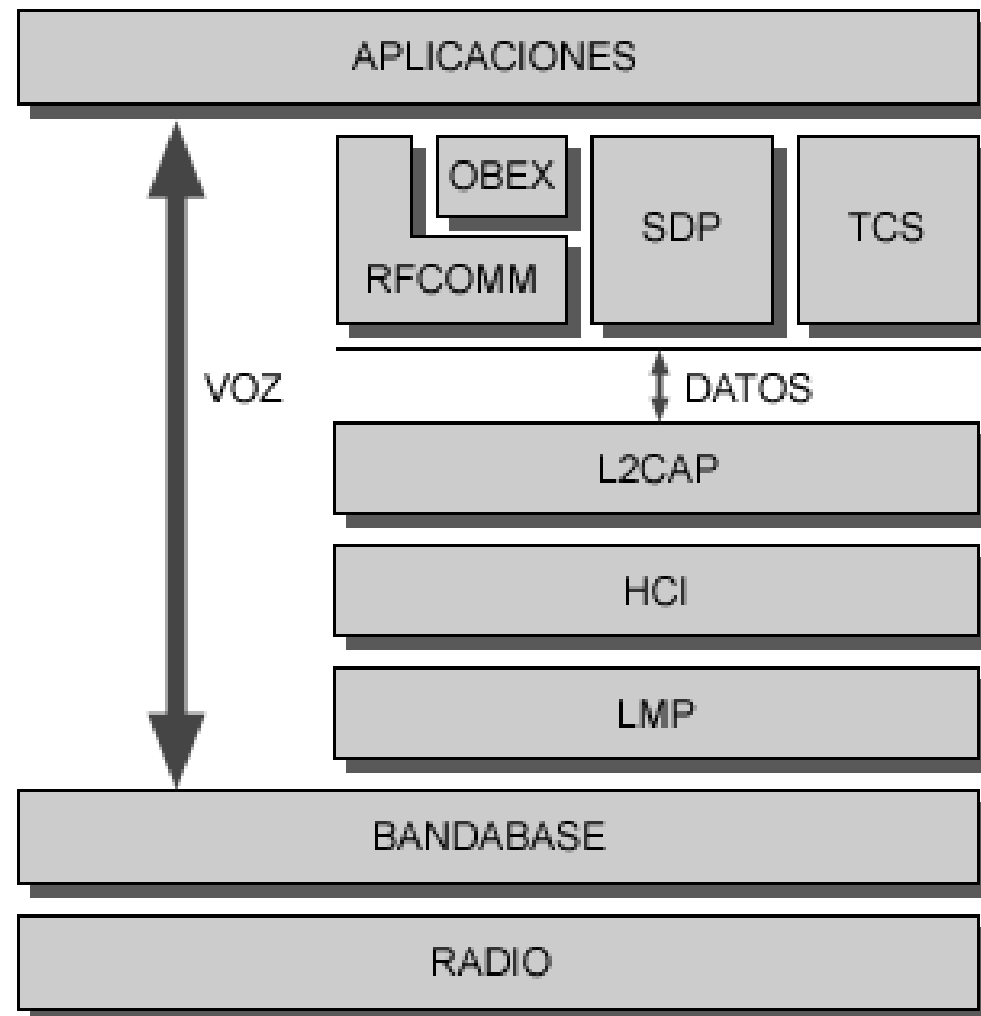 APLICACIONES
OBEX
SDP
TCS
RFCOMM
VOZ
DATOS
L2CAP
HCI
LMP
BANDABASE
RADIO